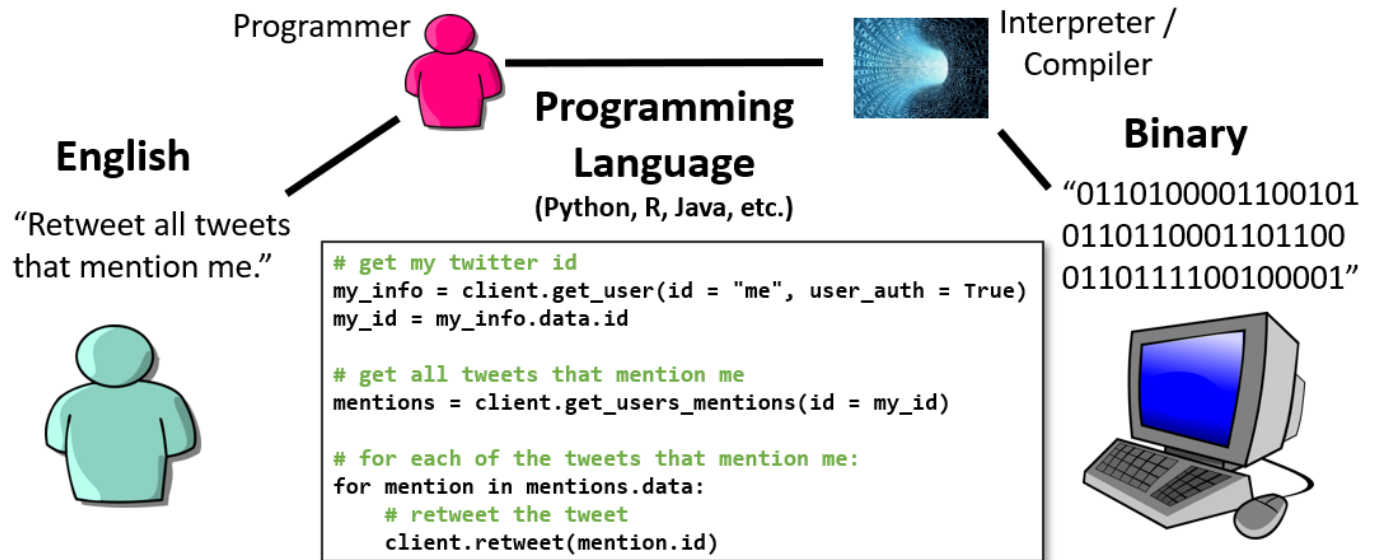 Programmer
Interpreter /
Compiler
English
“Retweet all tweets
that mention me.”
Programming
Language
(Python, R, Java, etc.)
# get my twitter id
my_info = client.get_user(id = "me", user_auth = True)
my_id = my_info.data.id
# get all tweets that mention me
mentions = client.get_users_mentions(id = my_id)
# for each of the tweets that mention me:
for mention in mentions.data:
    # retweet the tweet
    client.retweet(mention.id)
Binary
“0110100001100101
0110110001101100
0110111100100001”